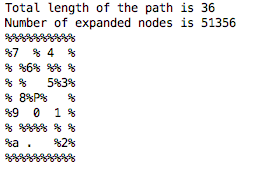 Total length of the path is 36
Number of expanded nodes is 51356
%%%%%%%%%%
%7  % 4  %
% %6% %% %
% %   5%3%
% 8%P%   %
%9  0  1 %
% %%%% % %
%a .   %2%
%%%%%%%%%%